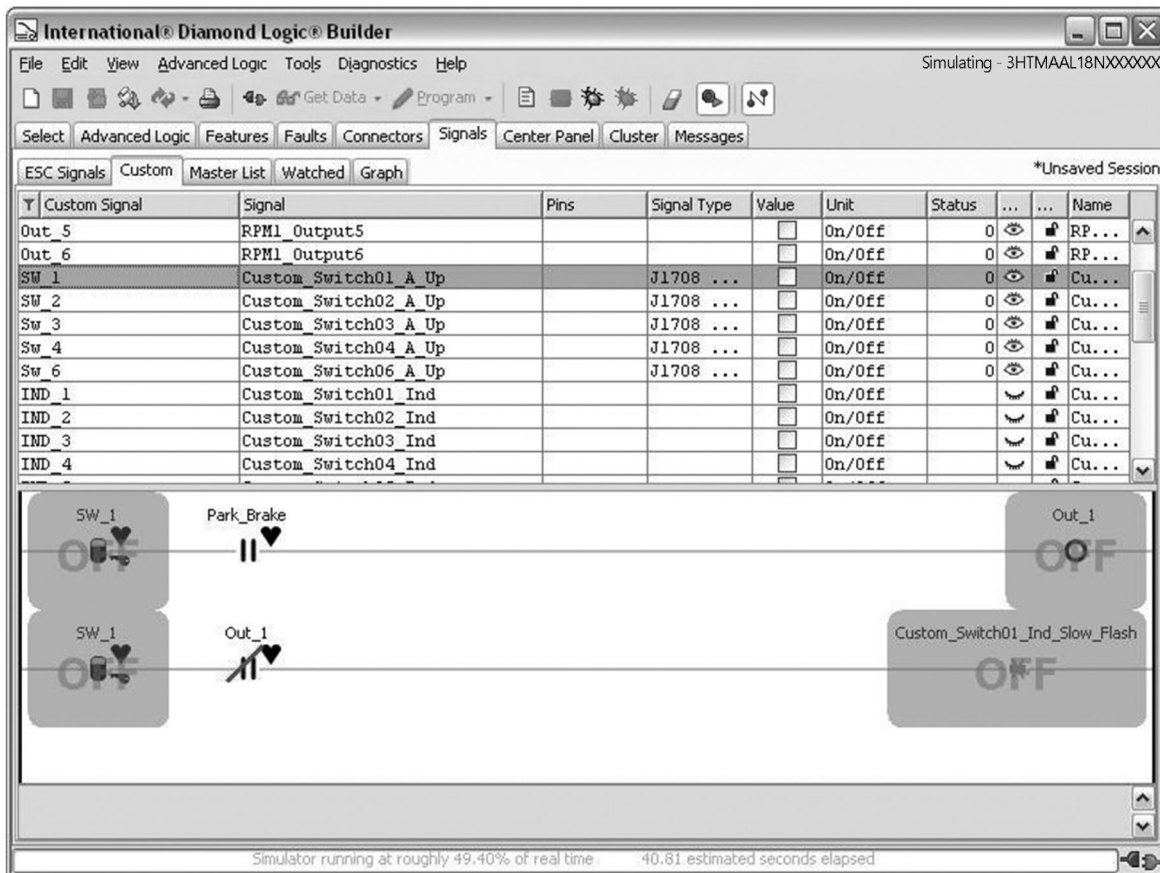 International® Diamond Logic® Builder
File Edit View Advanced Logic Tools Diagnostics Help Simulating - 3HTMAAL18NXXXXXX
Get Data Program
Select Advanced Logic Features Faults Connectors Signals Center Panel Cluster Messages
ESC Signals Custom Master List Watched Graph *Unsaved Session
Custom Signal Signal Pins Signal Type Value Unit Status ... ... Name
Out_5 RPM1_Output5 On/Off 0 RP...
Out_6 RPM1_Output6 On/Off 0 RP...
SW_1 Custom_Switch01_A_Up J1708 ... On/Off 0 Cu...
SW_2 Custom_Switch02_A_Up J1708 ... On/Off 0 Cu...
Sw_3 Custom_Switch03_A_Up J1708 ... On/Off 0 Cu...
Sw_4 Custom_Switch04_A_Up J1708 ... On/Off 0 Cu...
Sw_6 Custom_Switch06_A_Up J1708 ... On/Off 0 Cu...
IND_1 Custom_Switch01_Ind On/Off Cu...
IND_2 Custom_Switch02_Ind On/Off Cu...
IND_3 Custom_Switch03_Ind On/Off Cu...
IND_4 Custom_Switch04_Ind On/Off Cu...
SW_1 Park_Brake Out_1
OFF OFF
SW_1 Out_1 Custom_Switch01_Ind_Slow_Flash
OFF OFF
Simulator running at roughly 49.40% of real time 40.81 estimated seconds elapsed